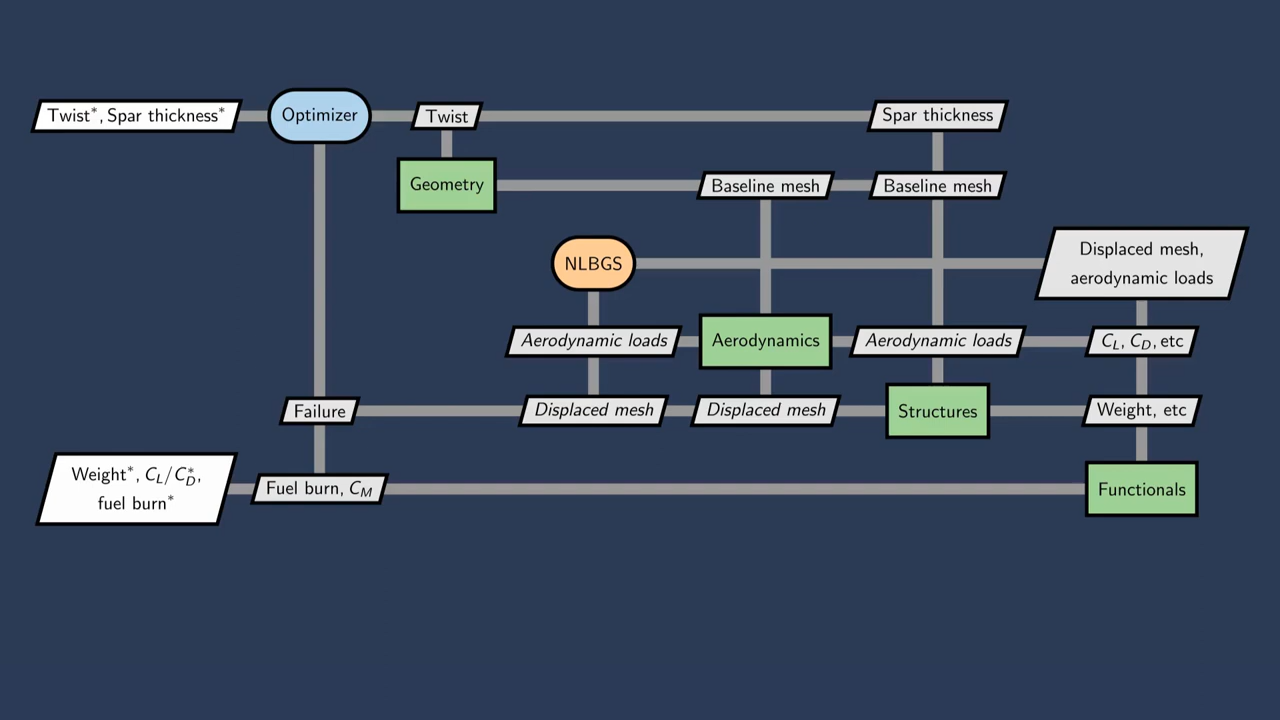 Twist*, Spar thickness*
Optimizer
Twist
Spar thickness
Geometry
Baseline mesh
Baseline mesh
NLBGS
Displaced mesh,
aerodynamic loads
Aerodynamic loads
Aerodynamics
Aerodynamic loads
C_L, C_D, etc
Failure
Displaced mesh
Displaced mesh
Structures
Weight, etc
Weight*, C_L/C_D^*,
fuel burn*
Fuel burn, C_M
Functionals